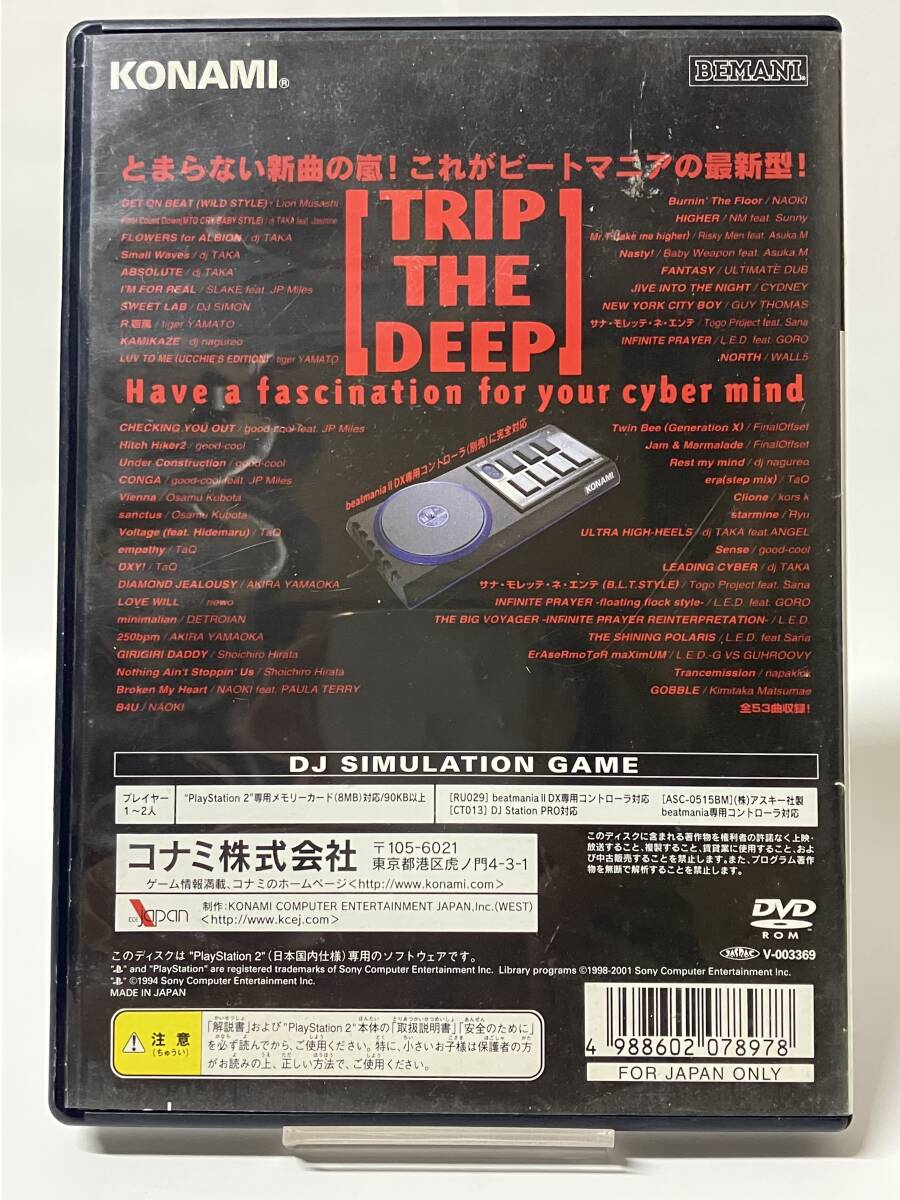 KONAMI®
BEMANI®
とまらない新曲の嵐！これがビートマニアの最新型！
[TRIP THE DEEP]
GET ON BEAT (WILD STYLE) / Lion Musashi
/ dj TAKA feat. Jasmine
FLOWERS for ALBION / dj TAKA
Small Waves / dj TAKA
ABSOLUTE / dj TAKA
I'M FOR REAL / SLAKE feat. JP Miles
SWEET LAB / DJ SIMON
R壱萬 / tiger YAMATO
KAMIKAZE / dj nagureo
LUV TO ME (UCCHIE'S EDITION) / tiger YAMATO
Burnin' The Floor / NAOKI
HIGHER / NM feat. Sunny
Mr.T. (take me higher) / Risky Men feat. Asuka.M
Nasty! / Baby Weapon feat. Asuka.M
FANTASY / ULTIMATE DUB
JIVE INTO THE NIGHT / CYDNEY
NEW YORK CITY BOY / GUY THOMAS
サナ・モレッテ・ネ・エンテ / Togo Project feat. Sana
INFINITE PRAYER / L.E.D. feat. GORO
.NORTH / WALL5
Have a fascination for your cyber mind
CHECKING YOU OUT / good-cool feat. JP Miles
Hitch Hiker2 / good-cool
Under Construction / good-cool
CONGA / good-cool feat. JP Miles
Vienna / Osamu Kubota
sanctus / Osamu Kubota
Voltage (feat. Hidemaru) / TaQ
empathy / TaQ
DXY! / TaQ
DIAMOND JEALOUSY / AKIRA YAMAOKA
LOVE WILL / newo
minimalian / DETROIAN
250bpm / AKIRA YAMAOKA
GIRIGIRI DADDY / Shoichiro Hirata
Nothing Ain't Stoppin' Us / Shoichiro Hirata
Broken My Heart / NAOKI feat. PAULA TERRY
B4U / NAOKI
beatmania II DX専用コントローラ(別売)に完全対応
KONAMI
Twin Bee (Generation X) / FinalOffset
Jam & Marmalade / FinalOffset
Rest my mind / dj nagureo
era(step mix) / TaQ
Clione / kors k
starmine / Ryu
ULTRA HIGH-HEELS / dj TAKA feat.ANGEL
Sense / good-cool
LEADING CYBER / dj TAKA
サナ・モレッテ・ネ・エンテ (B.L.T.STYLE) / Togo Project feat. Sana
INFINITE PRAYER -floating flock style- / L.E.D. feat. GORO
THE BIG VOYAGER -INFINITE PRAYER REINTERPRETATION- / L.E.D.
THE SHINING POLARIS / L.E.D. feat Sana
ErAseRmoToR maXimUM / L.E.D.-G VS GUHROOVY
Trancemission / napakick
GOBBLE / Kimitaka Matsumae
全53曲収録！
DJ SIMULATION GAME
プレイヤー
1～2人
"PlayStation 2"専用メモリーカード(8MB)対応/90KB以上
[RU029] beatmania II DX専用コントローラ対応
[CT013] DJ Station PRO対応
[ASC-0515BM](株)アスキー社製
beatmania専用コントローラ対応
コナミ株式会社
〒105-6021
東京都港区虎ノ門4-3-1
ゲーム情報満載、コナミのホームページ<http://www.konami.com>
KCE Japan
制作：KONAMI COMPUTER ENTERTAINMENT JAPAN,Inc.(WEST)
<http://www.kcej.com>
このディスクに含まれる著作物を権利者の許諾なく上映・
放送すること、複製すること、賃貸業に使用すること、およ
び中古販売することを禁止します。また、プログラム著作
物を無断で解析することを禁止します。
DVD
ROM
V-003369
このディスクは "PlayStation 2" (日本国内仕様) 専用のソフトウェアです。
" " and "PlayStation" are registered trademarks of Sony Computer Entertainment Inc. Library programs ©1998-2001 Sony Computer Entertainment Inc.
" " ©1994 Sony Computer Entertainment Inc.
MADE IN JAPAN
注意
(ちゅうい)
「解説書」および"PlayStation 2"本体の「取扱説明書」「安全のために」
を必ず読んでから、ご使用ください。特に、小さいお子様は保護者の方
がお読みの上、正しい方法で、ご使用ください。
4 988602 078978
FOR JAPAN ONLY